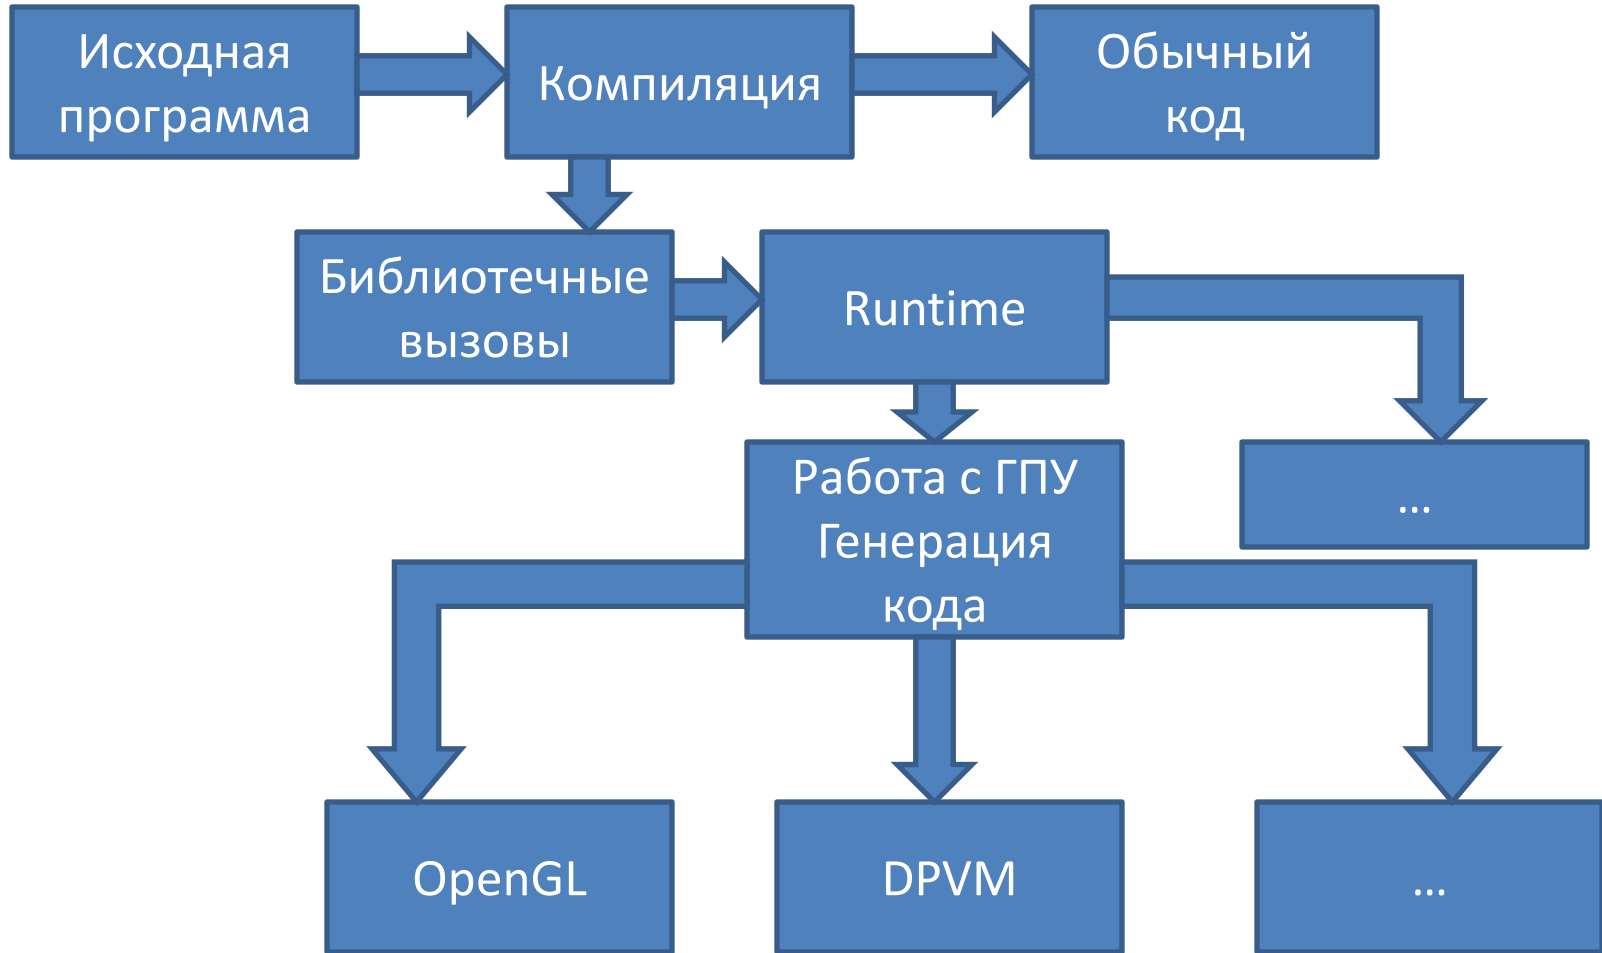 Исходная
программа
Компиляция
Обычный
код
Библиотечные
вызовы
Runtime
Работа с ГПУ
Генерация
кода
...
OpenGL
DPVM
...